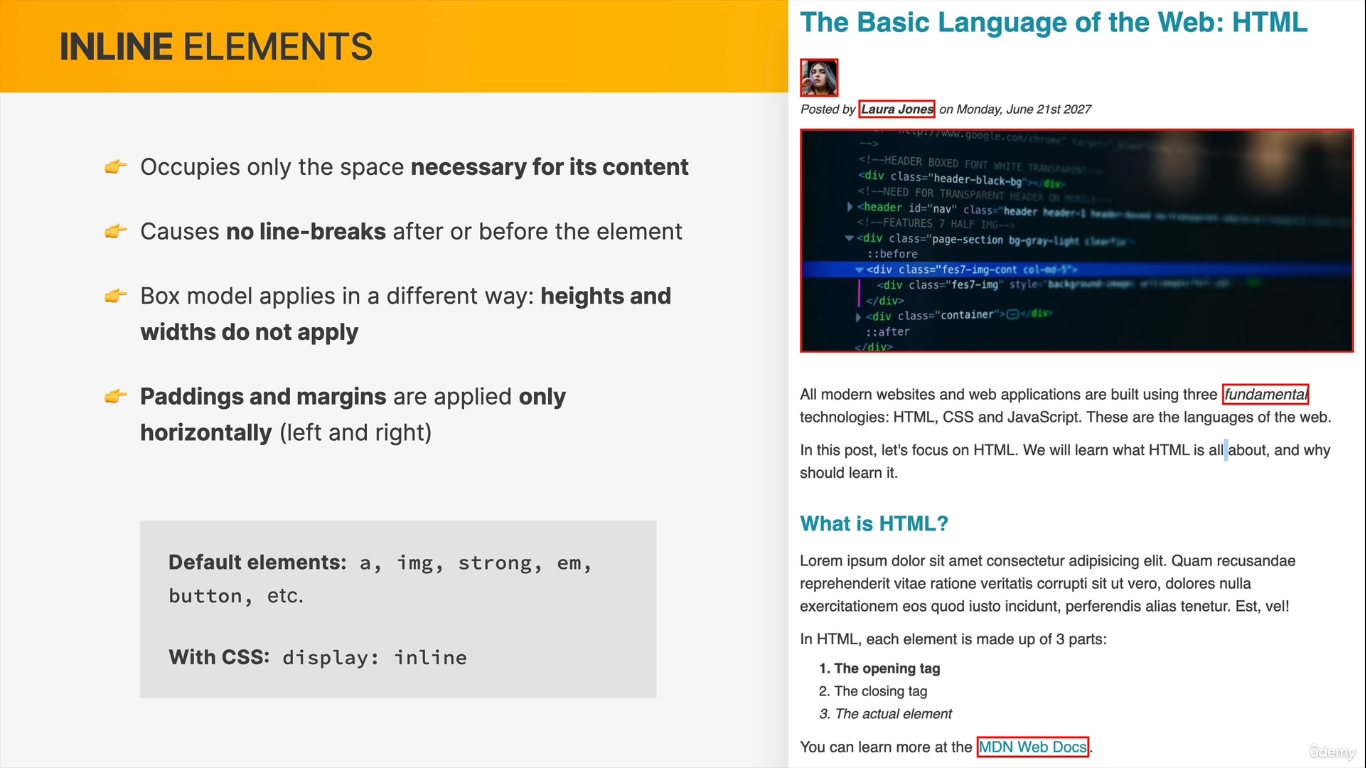 INLINE ELEMENTS
👉 Occupies only the space necessary for its content
👉 Causes no line-breaks after or before the element
👉 Box model applies in a different way: heights and
widths do not apply
👉 Paddings and margins are applied only
horizontally (left and right)
Default elements: a, img, strong, em,
button, etc.
With CSS: display: inline
The Basic Language of the Web: HTML
Posted by Laura Jones on Monday, June 21st 2027
-->
<!--HEADER BOXED FONT WHITE TRANSPARENT-->
<div class="header-black-bg"></div>
<!--NEED FOR TRANSPARENT HEADER ON MOBILE-->
<header id="nav" class="header header-1
<!--FEATURES 7 HALF IMG-->
<div class="page-section bg-gray-light clearfix">
::before
<div class="fes7-img-cont col-md-5">
<div class="fes7-img" style="background-image:
</div>
<div class="container"></div>
::after
</div>
All modern websites and web applications are built using three fundamental
technologies: HTML, CSS and JavaScript. These are the languages of the web.
In this post, let's focus on HTML. We will learn what HTML is all about, and why
should learn it.
What is HTML?
Lorem ipsum dolor sit amet consectetur adipisicing elit. Quam recusandae
reprehenderit vitae ratione veritatis corrupti sit ut vero, dolores nulla
exercitationem eos quod iusto incidunt, perferendis alias tenetur. Est, vel!
In HTML, each element is made up of 3 parts:
1. The opening tag
2. The closing tag
3. The actual element
You can learn more at the MDN Web Docs.
ûdemy